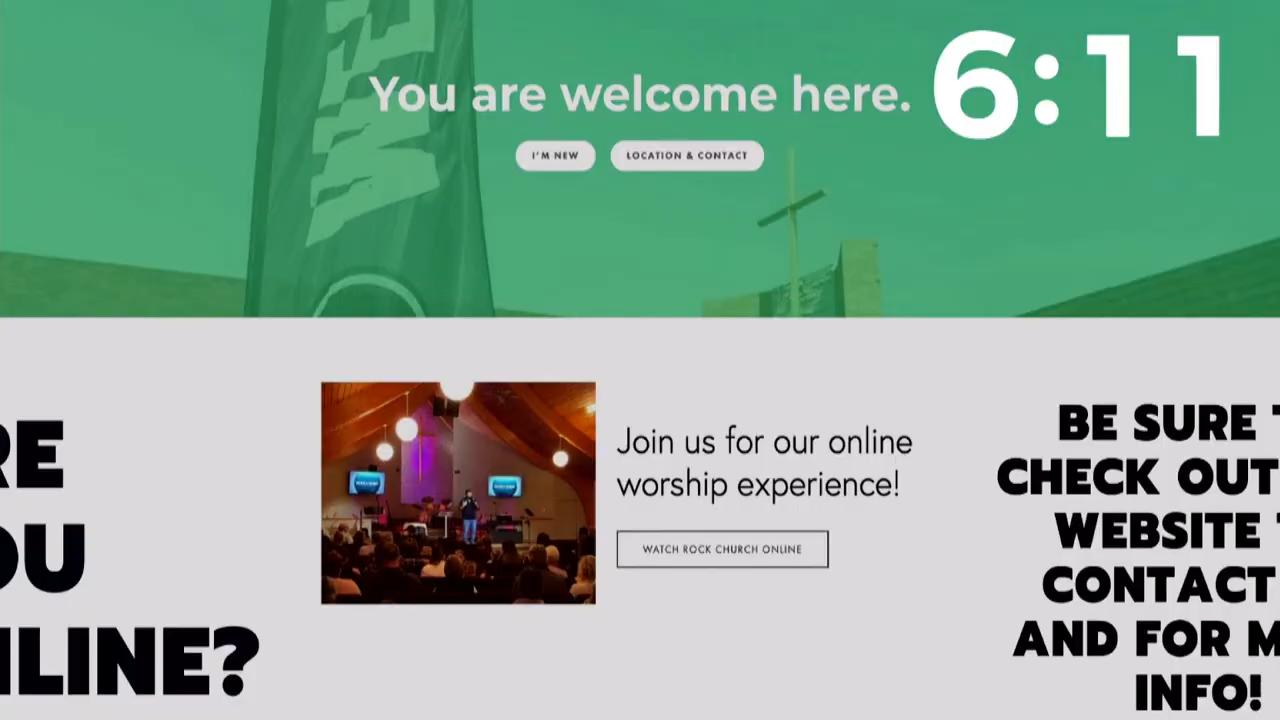 You are welcome here.
6:11
I'M NEW
LOCATION & CONTACT
RE
OU
NLINE?
Join us for our online
worship experience!
WATCH ROCK CHURCH ONLINE
BE SURE
CHECK OUT
WEBSITE
CONTACT
AND FOR M
INFO!